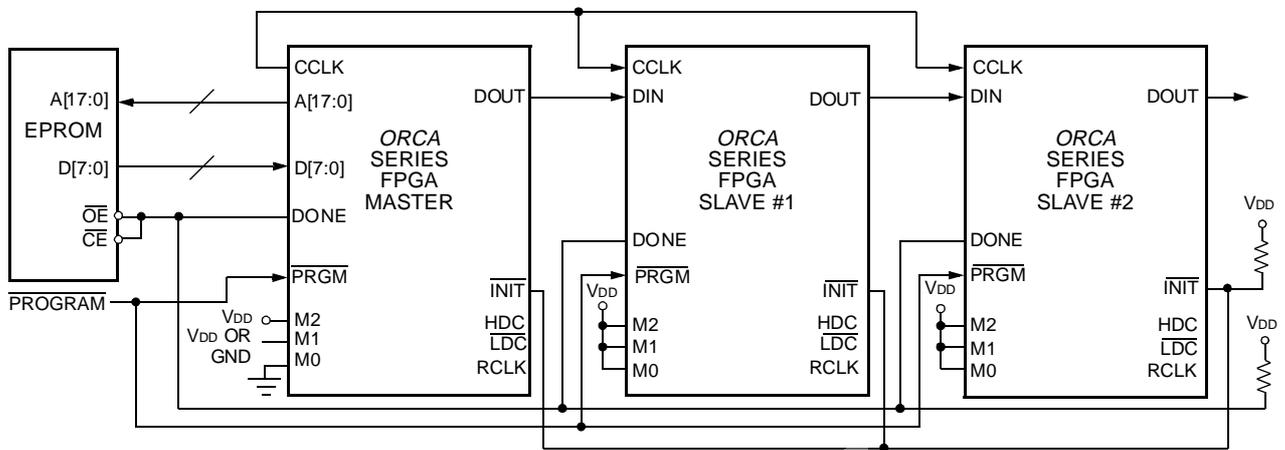 A[17:0]
EPROM
D[7:0]
OE
CE
PROGRAM
CCLK
A[17:0]
DOUT
ORCA
SERIES
FPGA
MASTER
D[7:0]
DONE
PRGM
INIT
VDD
M2
VDD OR
M1
GND
M0
HDC
LDC
RCLK
CCLK
DIN
DOUT
ORCA
SERIES
FPGA
SLAVE #1
DONE
PRGM
VDD
INIT
M2
M1
M0
HDC
LDC
RCLK
CCLK
DIN
DOUT
ORCA
SERIES
FPGA
SLAVE #2
DONE
PRGM
VDD
INIT
M2
M1
M0
HDC
LDC
RCLK
VDD
VDD